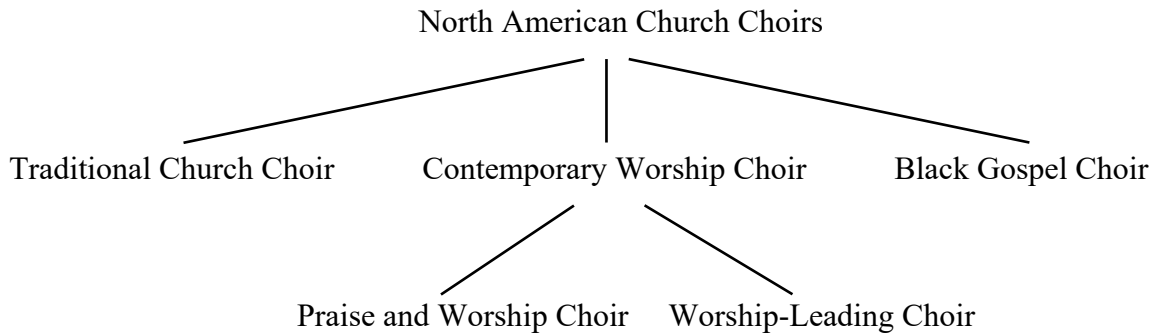 North American Church Choirs
Traditional Church Choir Contemporary Worship Choir Black Gospel Choir
Praise and Worship Choir Worship-Leading Choir